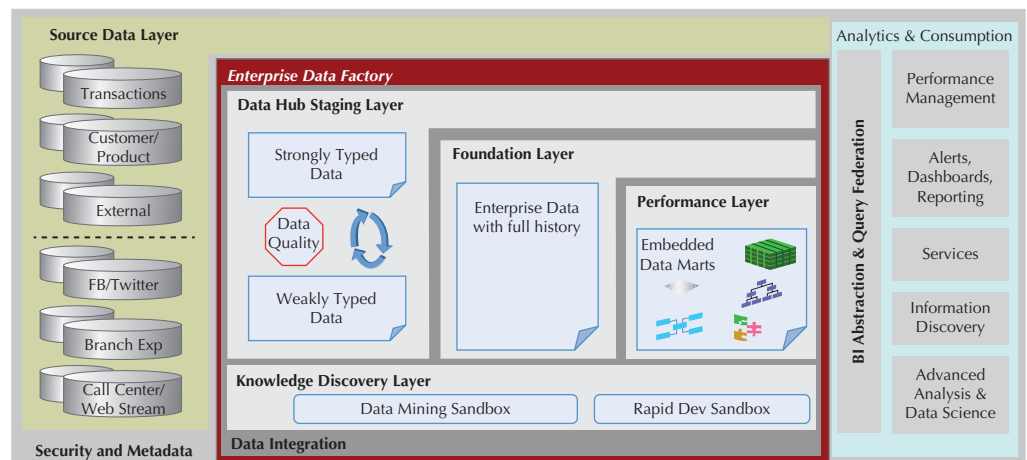 Source Data Layer
Transactions
Customer/
Product
External
FB/Twitter
Branch Exp
Call Center/
Web Stream
Security and Metadata
Enterprise Data Factory
Data Hub Staging Layer
Strongly Typed
Data
Data
Quality
Weakly Typed
Data
Foundation Layer
Enterprise Data
with full history
Performance Layer
Embedded
Data Marts
Knowledge Discovery Layer
Data Mining Sandbox
Rapid Dev Sandbox
Data Integration
Analytics & Consumption
BI Abstraction & Query Federation
Performance
Management
Alerts,
Dashboards,
Reporting
Services
Information
Discovery
Advanced
Analysis &
Data Science